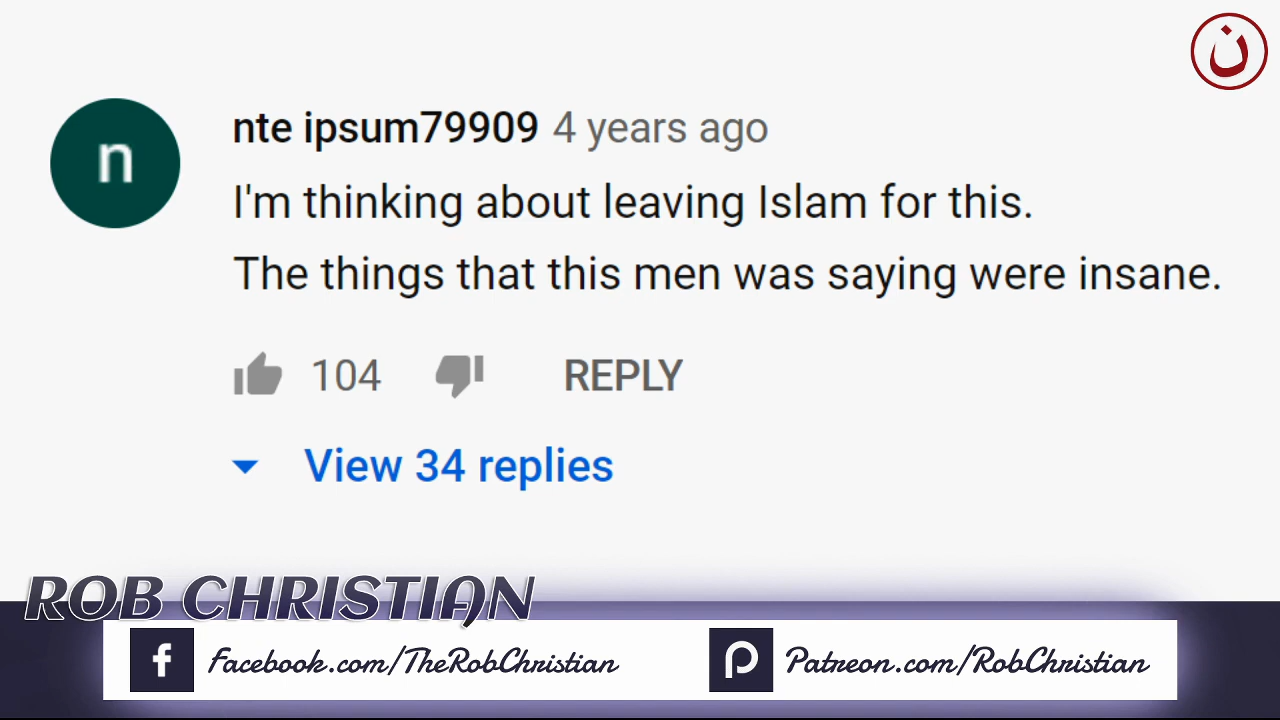 ن
n
nte ipsum79909 4 years ago
I'm thinking about leaving Islam for this.
The things that this men was saying were insane.
104 REPLY
View 34 replies
ROB CHRISTIAN
f Facebook.com/TheRobChristian
Patreon.com/RobChristian